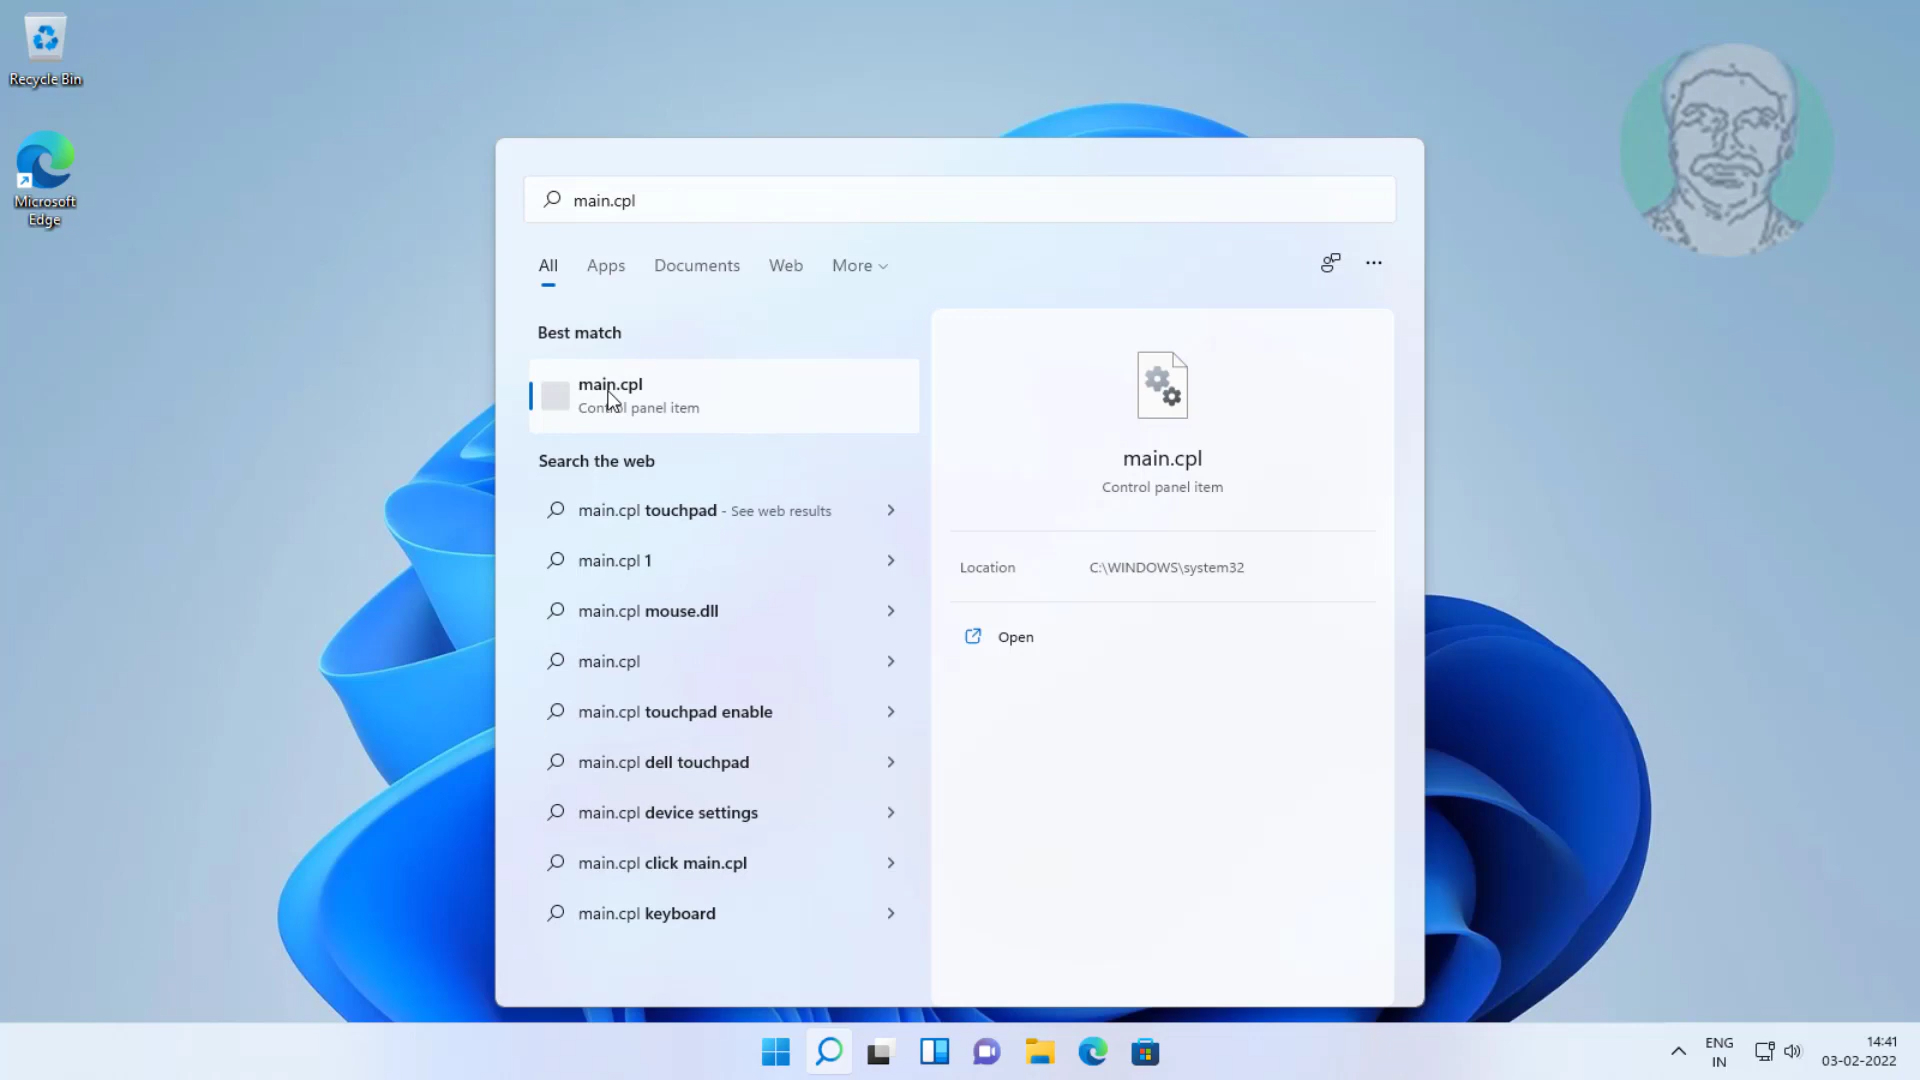 Recycle Bin
Microsoft
Edge
main.cpl
All Apps Documents Web More
Best match
main.cpl
Control panel item
Search the web
main.cpl touchpad - See web results
main.cpl 1
main.cpl mouse.dll
main.cpl
main.cpl touchpad enable
main.cpl dell touchpad
main.cpl device settings
main.cpl click main.cpl
main.cpl keyboard
main.cpl
Control panel item
Location C:\WINDOWS\system32
Open
ENG
IN
14:41
03-02-2022